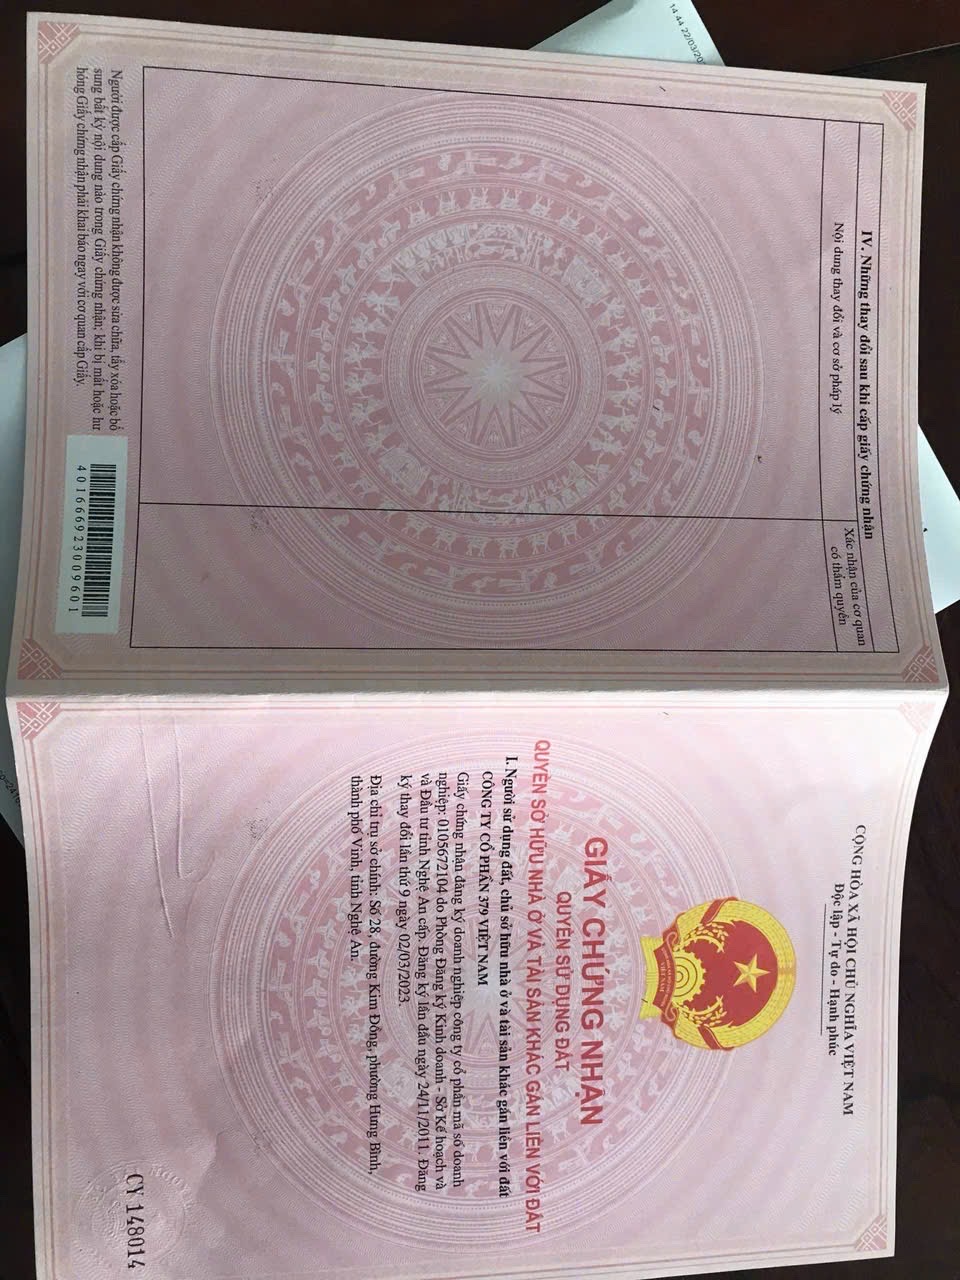 CỘNG HÒA XÃ HỘI CHỦ NGHĨA VIỆT NAM
Độc lập - Tự do - Hạnh phúc
GIẤY CHỨNG NHẬN
QUYỀN SỬ DỤNG ĐẤT
QUYỀN SỞ HỮU NHÀ Ở VÀ TÀI SẢN KHÁC GẮN LIỀN VỚI ĐẤT
I. Người sử dụng đất, chủ sở hữu nhà ở và tài sản khác gắn liền với đất
CÔNG TY CỔ PHẦN 379 VIỆT NAM
Giấy chứng nhận đăng ký doanh nghiệp công ty cổ phần mã số doanh
nghiệp: 0105672104 do Phòng Đăng ký Kinh doanh - Sở Kế hoạch và
và Đầu tư tỉnh Nghệ An cấp. Đăng ký lần đầu ngày 24/11/2011. Đăng
ký thay đổi lần thứ 9 ngày 02/03/2023.
Địa chỉ trụ sở chính: Số 28, đường Kim Đồng, phường Hưng Bình,
thành phố Vinh, tỉnh Nghệ An.
CY 148014
IV. Những thay đổi sau khi cấp giấy chứng nhận
Nội dung thay đổi và cơ sở pháp lý
Xác nhận của cơ quan
có thẩm quyền
Người được cấp Giấy chứng nhận không được sửa chữa, tẩy xóa hoặc bổ
sung bất kỳ nội dung nào trong Giấy chứng nhận; khi bị mất hoặc hư
hỏng Giấy chứng nhận phải khai báo ngay với cơ quan cấp Giấy.
401666923009601
14 44 22/03/20